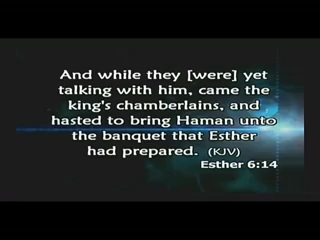 And while they [were] yet
talking with him, came the
king's chamberlains, and
hasted to bring Haman unto
the banquet that Esther
had prepared. (KJV)
Esther 6:14